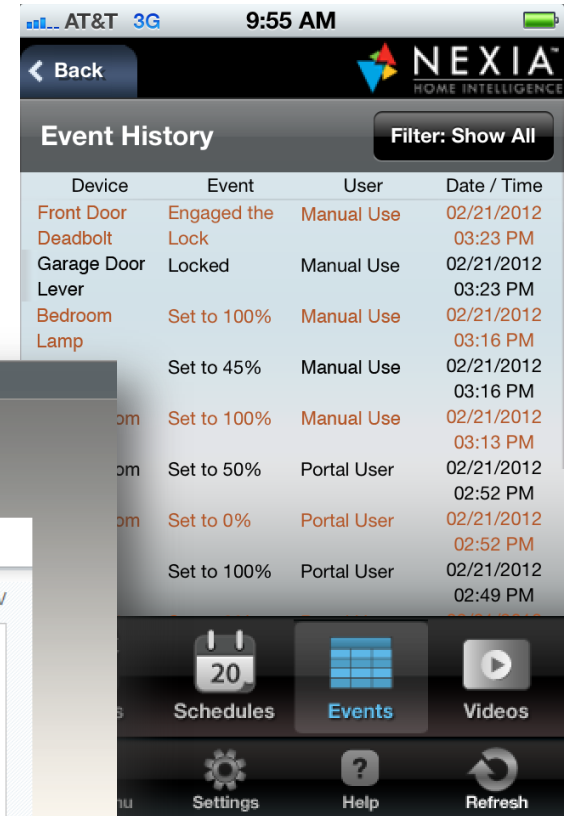 AT&T 3G 9:55 AM
Back
NEXIA™
HOME INTELLIGENCE
Event History
Filter: Show All
Device Event User Date / Time
Front Door Engaged the Manual Use 02/21/2012
Deadbolt Lock 03:23 PM
Garage Door Locked Manual Use 02/21/2012
Lever 03:23 PM
Bedroom Set to 100% Manual Use 02/21/2012
Lamp 03:16 PM
Set to 45% Manual Use 02/21/2012
03:16 PM
om Set to 100% Manual Use 02/21/2012
03:13 PM
om Set to 50% Portal User 02/21/2012
02:52 PM
om Set to 0% Portal User 02/21/2012
02:52 PM
Set to 100% Portal User 02/21/2012
02:49 PM
20
s Schedules Events Videos
?
nu Settings Help Refresh